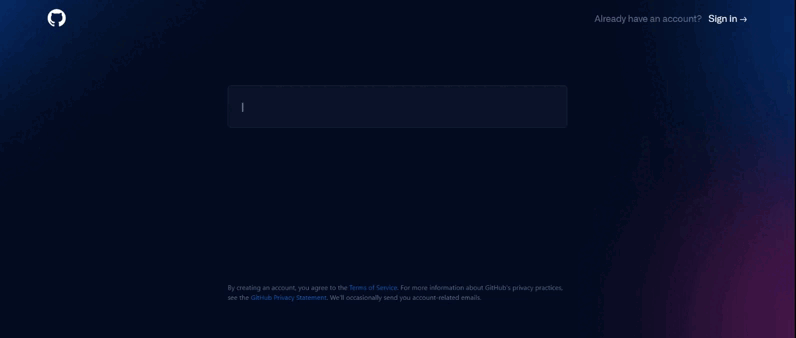 Already have an account? Sign in →
By creating an account, you agree to the Terms of Service. For more information about GitHub's privacy practices,
see the GitHub Privacy Statement. We'll occasionally send you account-related emails.